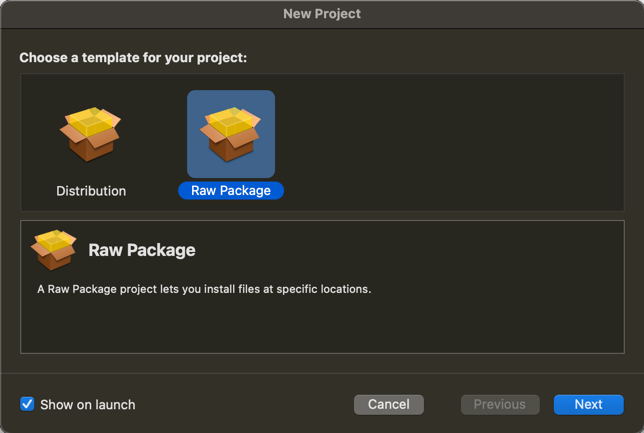 New Project
Choose a template for your project:
Distribution
Raw Package
Raw Package
A Raw Package project lets you install files at specific locations.
Show on launch
Cancel
Previous
Next